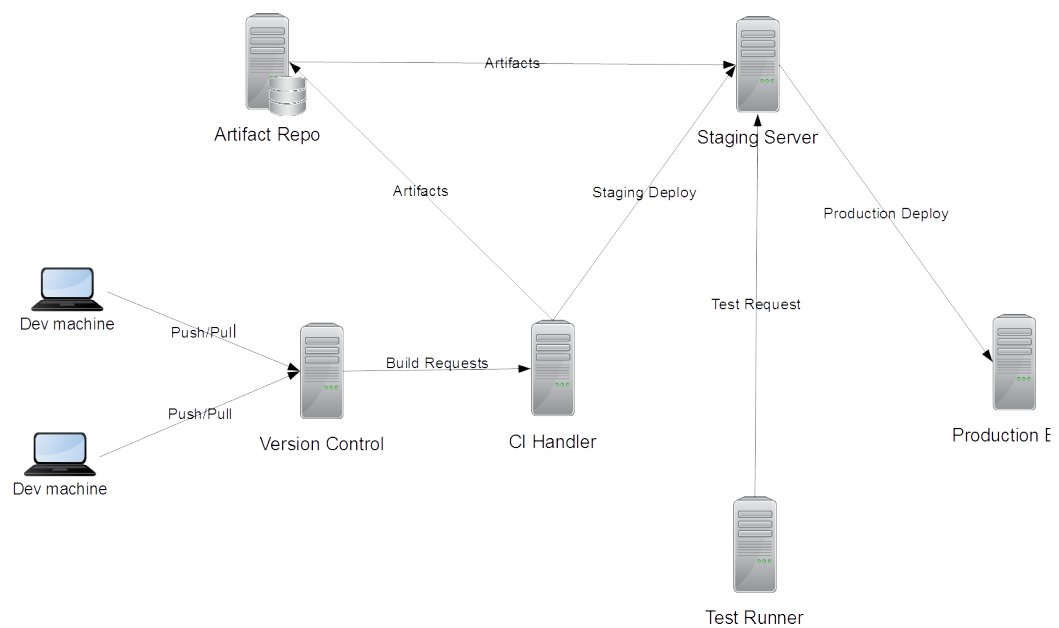 Artifacts
Artifact Repo
Staging Server
Artifacts
Staging Deploy
Production Deploy
Dev machine
Push/Pull
Test Request
Build Requests
Push/Pull
Version Control
CI Handler
Production
Dev machine
Test Runner